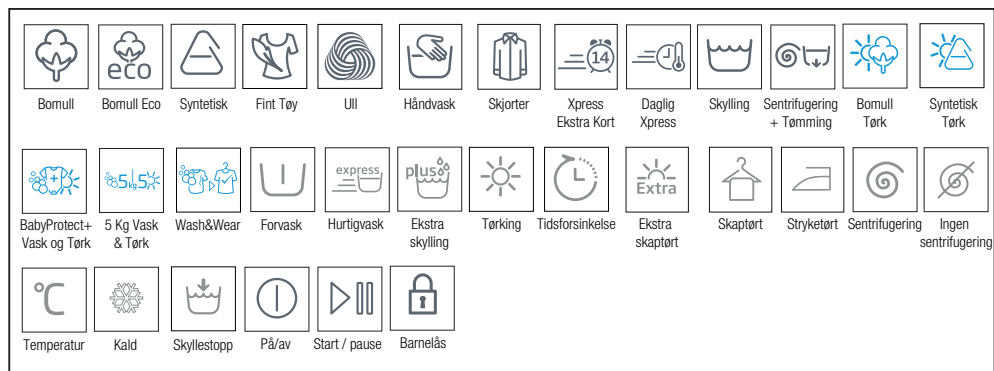 eco
14
Bomull
Bomull Eco
Syntetisk
Fint Tøy
Ull
Håndvask
Skjorter
Xpress
Ekstra Kort
Daglig
Xpress
Skylling
Sentrifugering
+ Tømming
Bomull
Tørk
Syntetisk
Tørk
5kg 5
express
plus
Extra
BabyProtect+
Vask og Tørk
5 Kg Vask
& Tørk
Wash&Wear
Forvask
Hurtigvask
Ekstra
skylling
Tørking
Tidsforsinkelse
Ekstra
skaptørt
Skaptørt
Stryketørt
Sentrifugering
Ingen
sentrifugering
°C
Temperatur
Kald
Skyllestopp
På/av
Start / pause
Barnelås